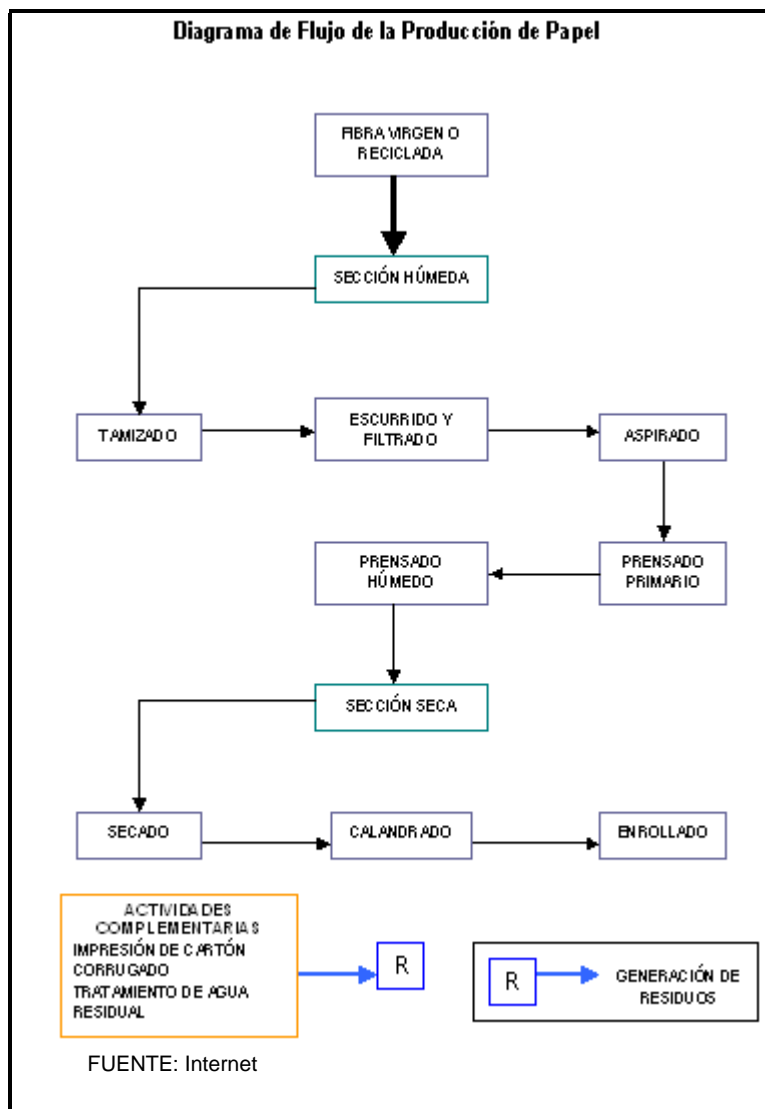 Diagrama de Flujo de la Producción de Papel
FIBRA VIRGEN O
RECICLADA
SECCIÓN HÚMEDA
TAMIZADO
ESCURRIDO Y
FILTRADO
ASPIRADO
PRENSADO
HÚMEDO
PRENSADO
PRIMARIO
SECCIÓN SECA
SECADO
CALANDRADO
ENROLLADO
ACTIVIDADES
COMPLEMENTARIAS
IMPRESIÓN DE CARTÓN
CORRUGADO
TRATAMIENTO DE AGUA
RESIDUAL
R
R
GENERACIÓN DE
RESIDUOS
FUENTE: Internet